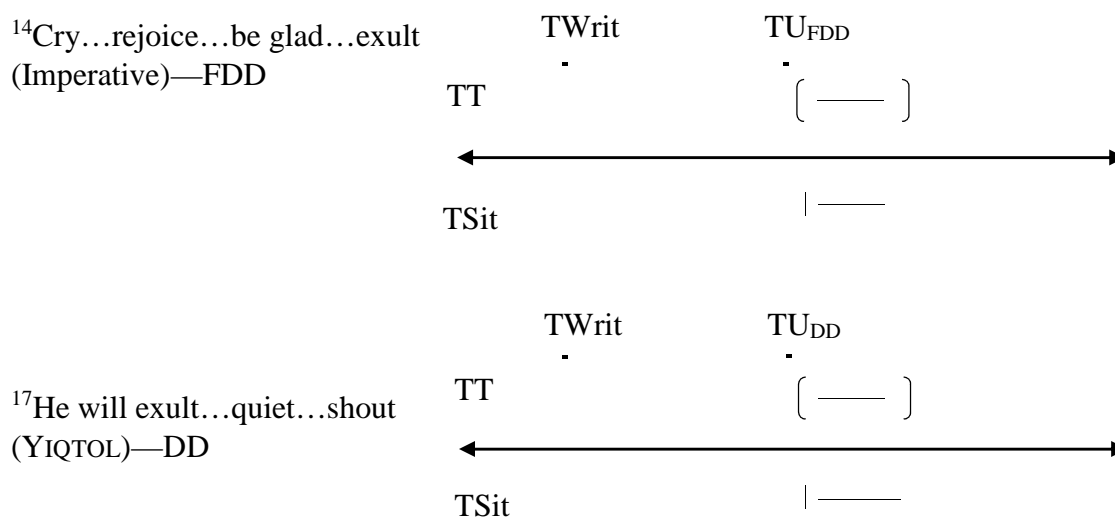 ¹⁴Cry…rejoice…be glad…exult
(Imperative)—FDD
TWrit TU_FDD
TT
TSit
TWrit TU_DD
¹⁷He will exult…quiet…shout
(YIQTOL)—DD
TT
TSit